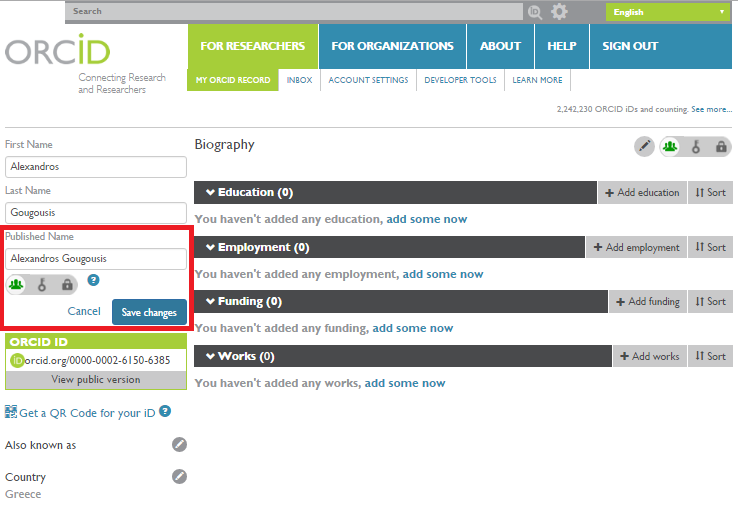 Search
English
ORCiD
Connecting Research
and Researchers
FOR RESEARCHERS
FOR ORGANIZATIONS
ABOUT
HELP
SIGN OUT
MY ORCID RECORD
INBOX
ACCOUNT SETTINGS
DEVELOPER TOOLS
LEARN MORE
2,242,230 ORCID iDs and counting. See more...
First Name
Alexandros
Last Name
Gougousis
Published Name
Alexandros Gougousis
?
Cancel
Save changes
ORCID ID
iD orcid.org/0000-0002-6150-6385
View public version
Get a QR Code for your iD ?
Also known as
Country
Greece
Biography
Education (0)
+ Add education
Sort
You haven't added any education, add some now
Employment (0)
+ Add employment
Sort
You haven't added any employment, add some now
Funding (0)
+ Add funding
Sort
You haven't added any funding, add some now
Works (0)
+ Add works
Sort
You haven't added any works, add some now